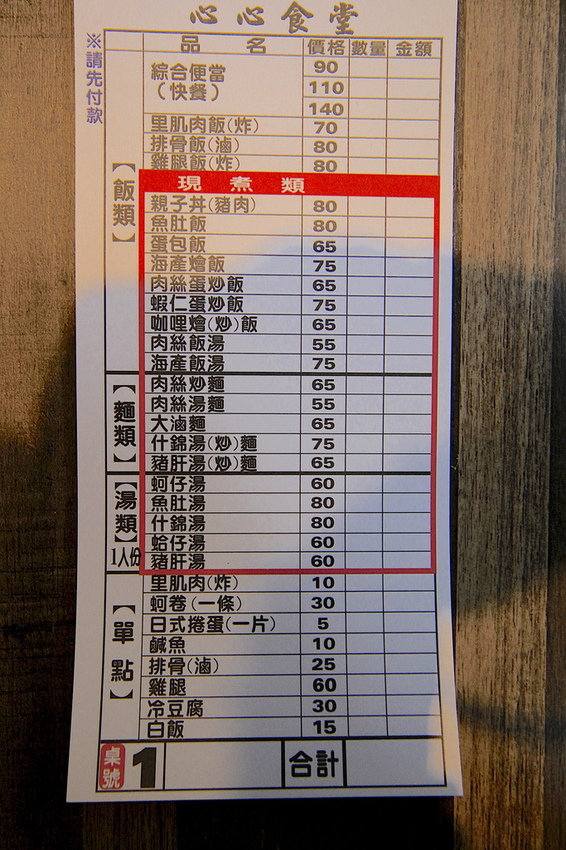 心心食堂
※請先付款
品名 價格 數量 金額
【飯類】
綜合便當 90
（快餐） 110
140
里肌肉飯(炸) 70
排骨飯(滷) 80
雞腿飯(炸) 80
現煮類
親子丼(豬肉) 80
魚肚飯 80
蛋包飯 65
海產燴飯 75
肉絲蛋炒飯 65
蝦仁蛋炒飯 75
咖哩燴(炒)飯 65
肉絲飯湯 55
海產飯湯 75
【麵類】
肉絲炒麵 65
肉絲湯麵 55
大滷麵 65
什錦湯(炒)麵 75
豬肝湯(炒)麵 65
【湯類】1人份
蚵仔湯 60
魚肚湯 80
什錦湯 80
蛤仔湯 60
豬肝湯 60
【單點】
里肌肉(炸) 10
蚵卷(一條) 30
日式捲蛋(一片) 5
鹹魚 10
排骨(滷) 25
雞腿 60
冷豆腐 30
白飯 15
桌號 1 合計